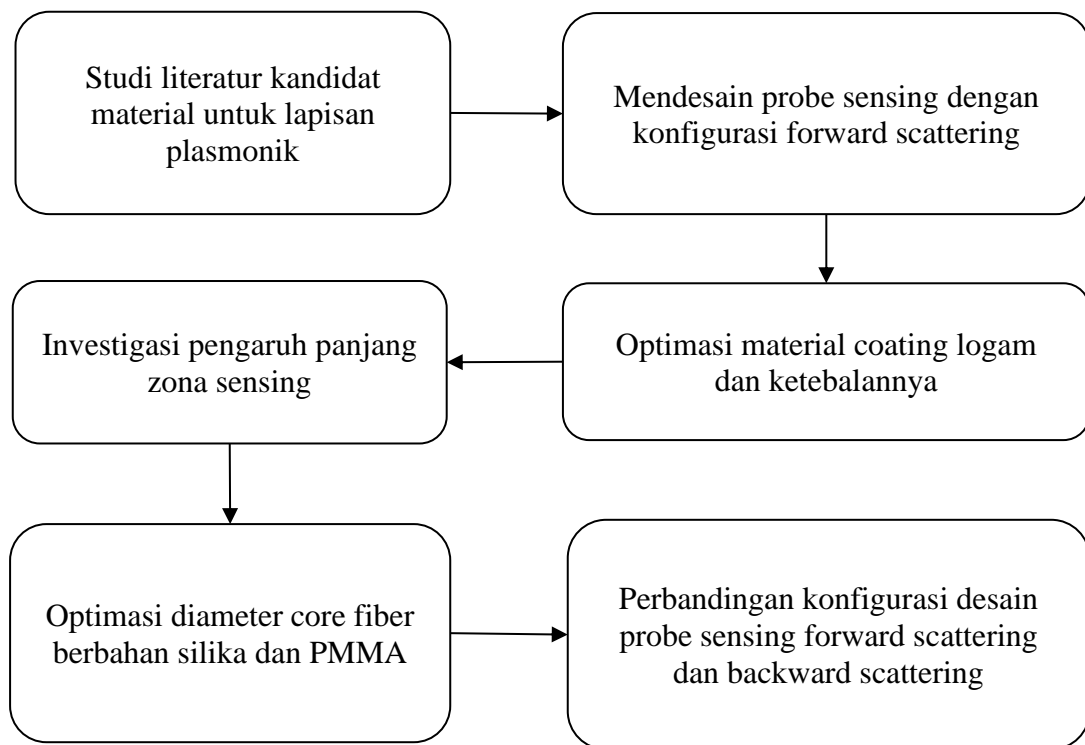 Studi literatur kandidat
material untuk lapisan
plasmonik
Mendesain probe sensing dengan
konfigurasi forward scattering
Optimasi material coating logam
dan ketebalannya
Investigasi pengaruh panjang
zona sensing
Optimasi diameter core fiber
berbahan silika dan PMMA
Perbandingan konfigurasi desain
probe sensing forward scattering
dan backward scattering